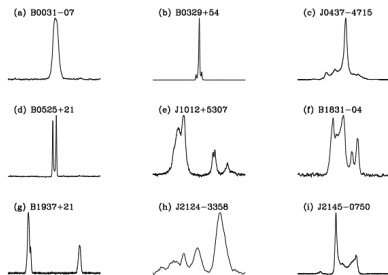 (a) B0031−07
(b) B0329+54
(c) J0437−4715
(d) B0525+21
(e) J1012+5307
(f) B1831−04
(g) B1937+21
(h) J2124−3358
(i) J2145−0750